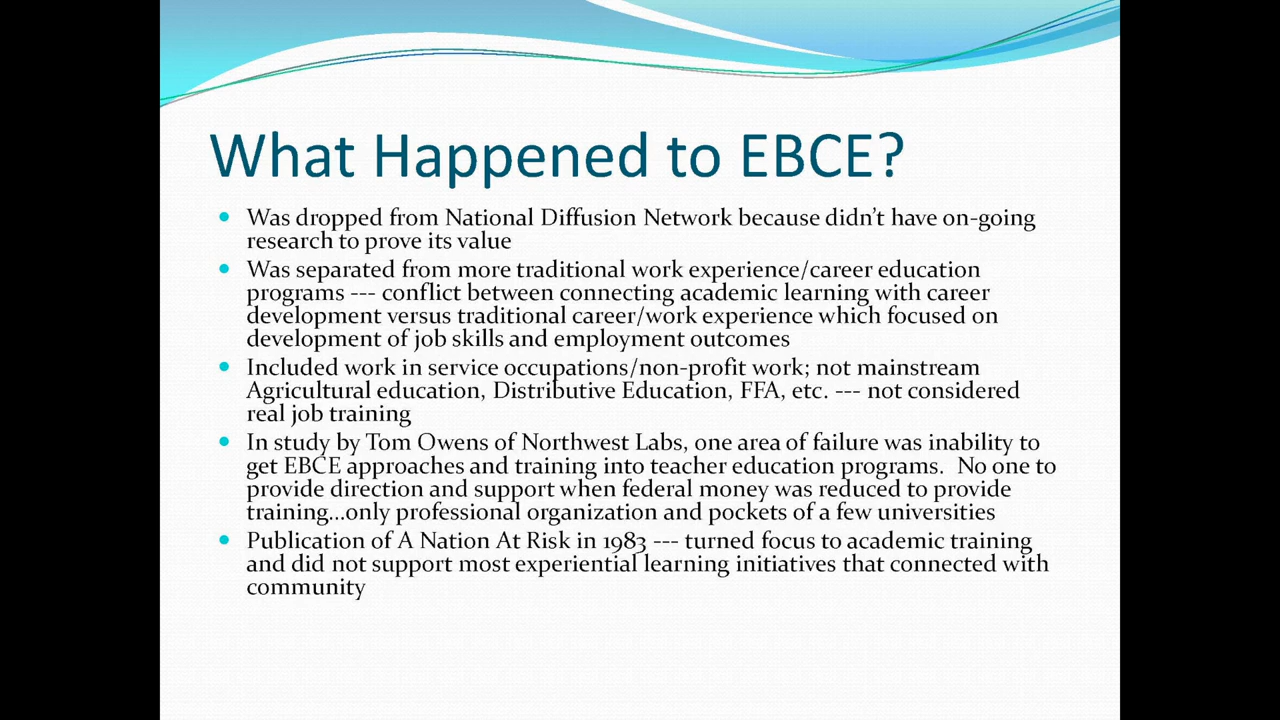 What Happened to EBCE?
Was dropped from National Diffusion Network because didn't have on-going
research to prove its value
Was separated from more traditional work experience/career education
programs --- conflict between connecting academic learning with career
development versus traditional career/work experience which focused on
development of job skills and employment outcomes
Included work in service occupations/non-profit work; not mainstream
Agricultural education, Distributive Education, FFA, etc. --- not considered
real job training
In study by Tom Owens of Northwest Labs, one area of failure was inability to
get EBCE approaches and training into teacher education programs.  No one to
provide direction and support when federal money was reduced to provide
training...only professional organization and pockets of a few universities
Publication of A Nation At Risk in 1983 --- turned focus to academic training
and did not support most experiential learning initiatives that connected with
community